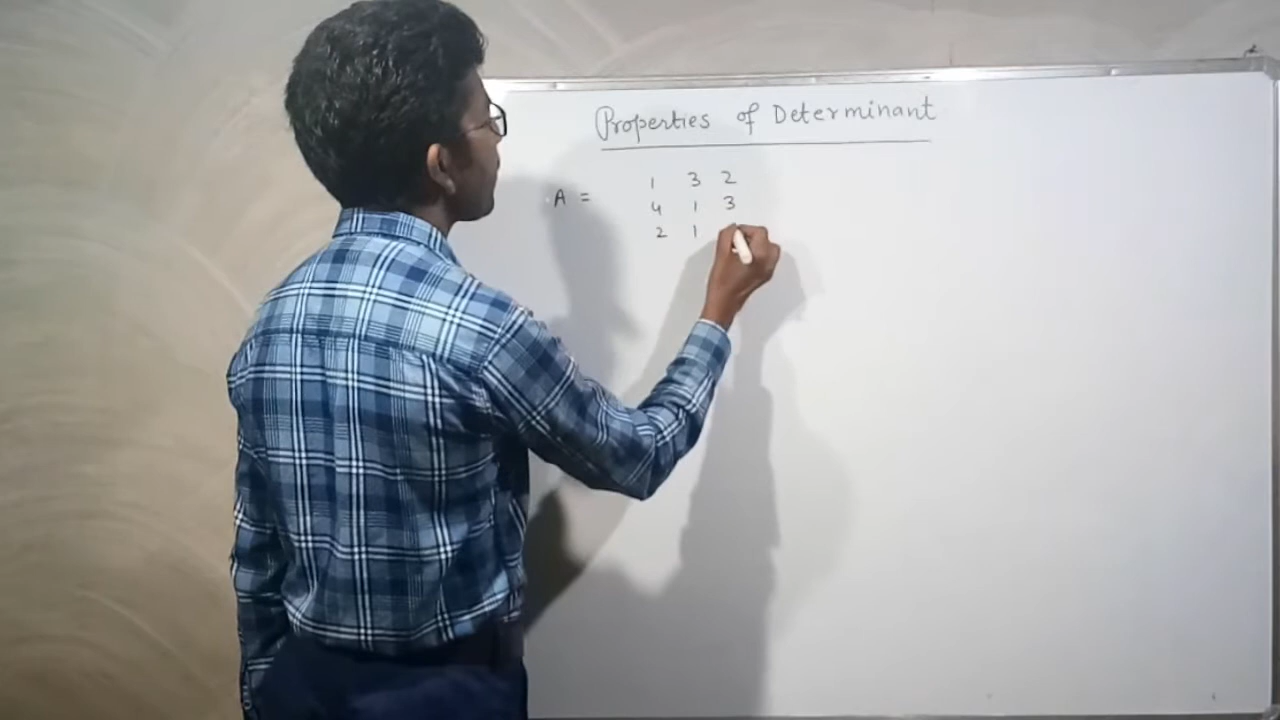 Properties of Determinant
1 3 2
A = 4 1 3
2 1